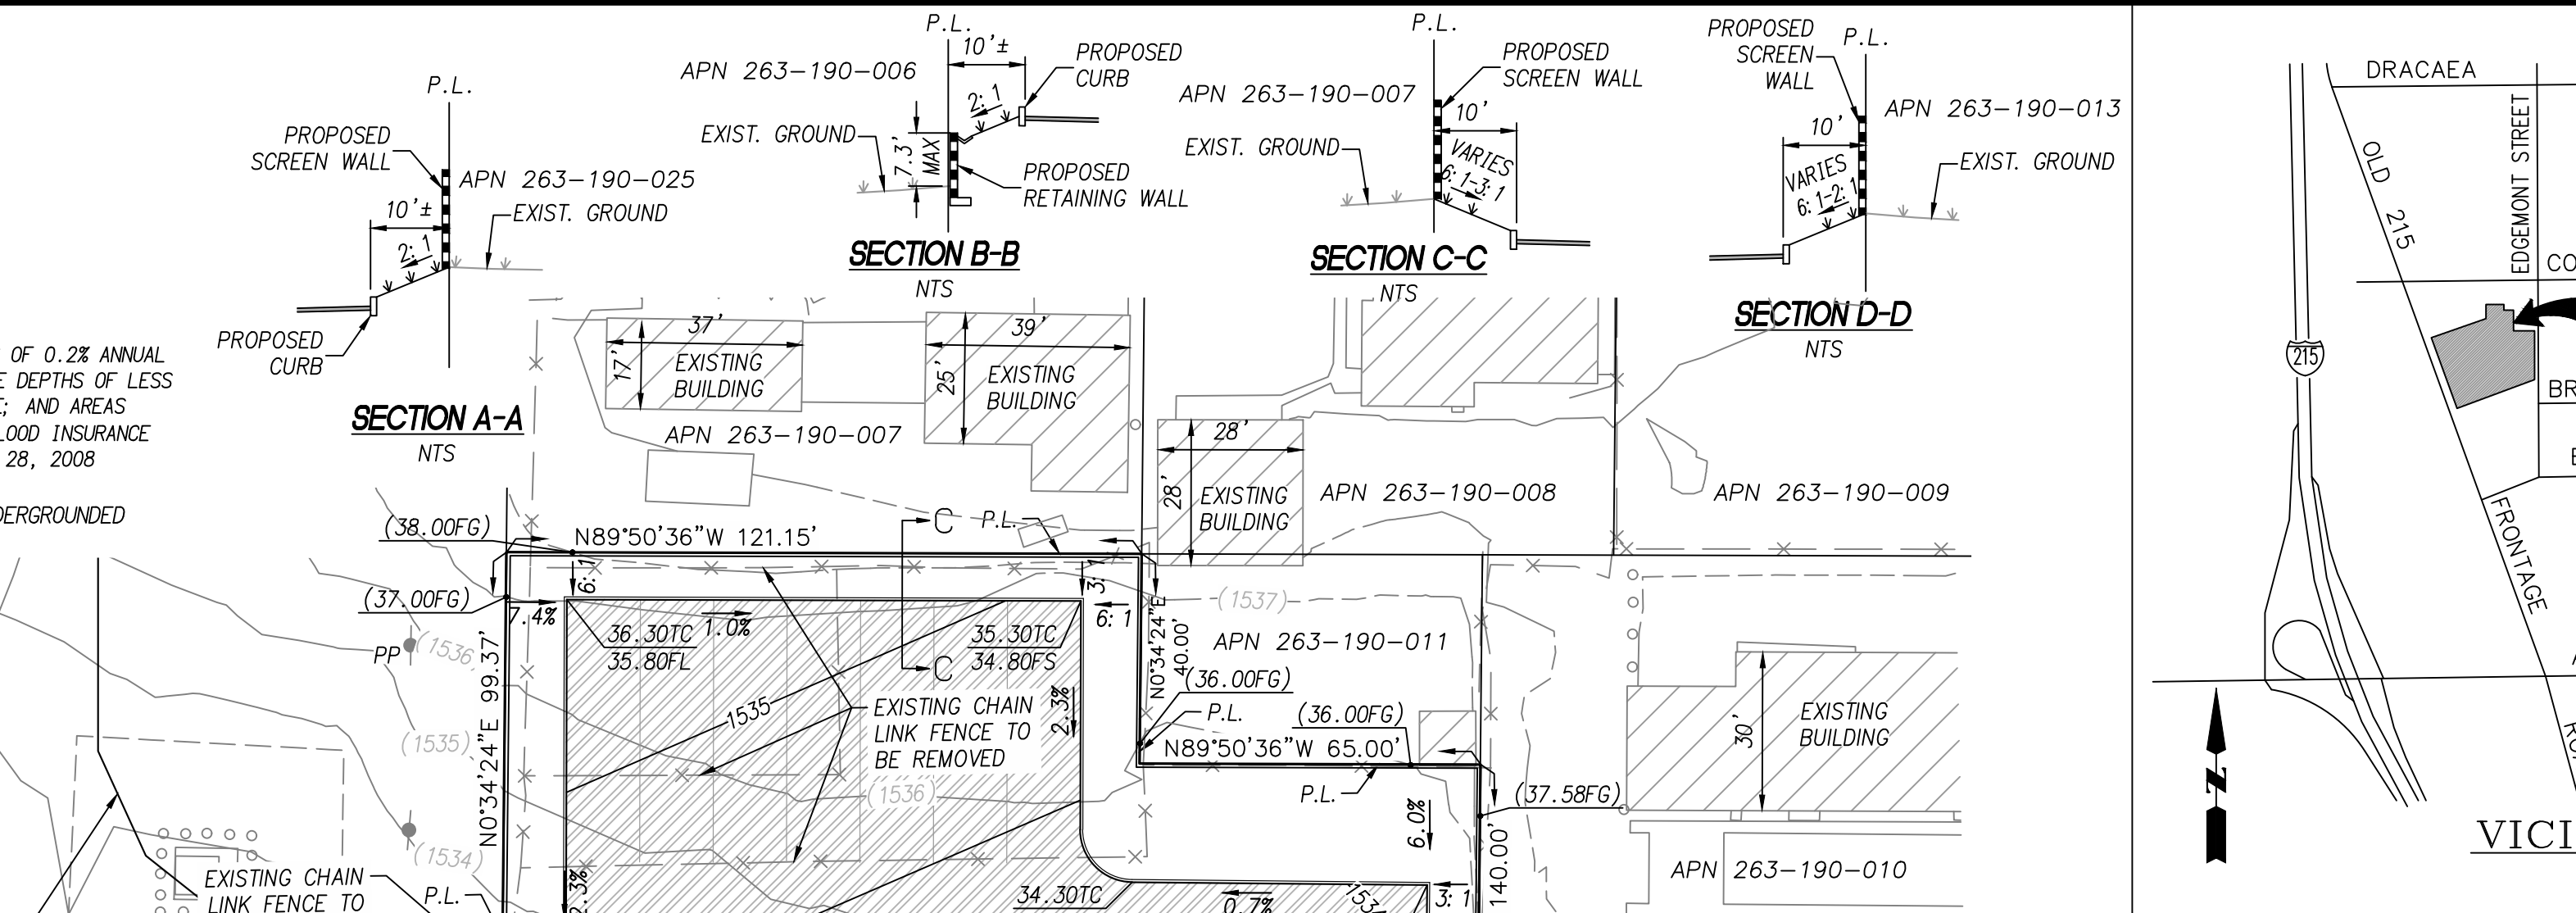 P.L.
PROPOSED
SCREEN WALL
APN 263-190-025
EXIST. GROUND
10'±
2:1
PROPOSED
CURB
SECTION A-A
NTS
P.L.
10'±
PROPOSED
CURB
APN 263-190-006
2:1
EXIST. GROUND
7.3'
MAX
PROPOSED
RETAINING WALL
SECTION B-B
NTS
P.L.
PROPOSED
SCREEN WALL
APN 263-190-007
10'
EXIST. GROUND
VARIES
6:1-3:1
SECTION C-C
NTS
PROPOSED
SCREEN
WALL
P.L.
APN 263-190-013
10'
EXIST. GROUND
VARIES
6:1-2:1
SECTION D-D
NTS
OF 0.2% ANNUAL
DEPTHS OF LESS
; AND AREAS
LOOD INSURANCE
28, 2008
DERGROUNDED
37'
17'
EXISTING
BUILDING
39'
25'
EXISTING
BUILDING
APN 263-190-007
28'
28'
EXISTING
BUILDING
APN 263-190-008
APN 263-190-009
(38.00FG)
N89°50'36"W 121.15'
C
P.L.
(37.00FG)
7.4%
6:1
3:1
6:1
36.30TC
35.80FL
1.0%
35.30TC
34.80FS
C
N0°34'24"E
40.00'
(1537)
APN 263-190-011
PP
(1536)
N0°34'24"E 99.37'
1535
EXISTING CHAIN
LINK FENCE TO
BE REMOVED
2.3%
(36.00FG)
P.L.
(36.00FG)
N89°50'36"W 65.00'
P.L.
(1535)
(1536)
(37.58FG)
6.0%
30'
EXISTING
BUILDING
(1534)
EXISTING CHAIN
LINK FENCE TO
P.L.
2.3%
34.30TC
0.7%
3:1
140.00'
APN 263-190-010
DRACAEA
EDGEMONT STREET
OLD 215
CO
215
BR
FRONTAGE
N
VICI